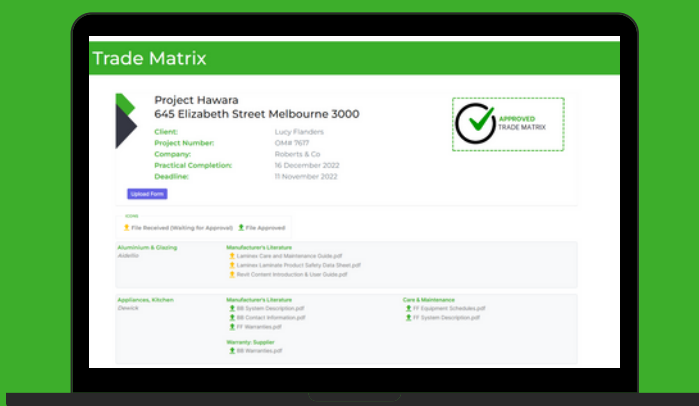 Trade Matrix
Project Hawara
645 Elizabeth Street Melbourne 3000
Client: Lucy Flanders
Project Number: OM# 7617
Company: Roberts & Co
Practical Completion: 16 December 2022
Deadline: 11 November 2022
APPROVED
TRADE MATRIX
Upload Form
ICONS
File Received (Waiting for Approval) File Approved
Aluminium & Glazing Manufacturer's Literature
Laminex Care and Maintenance Guide.pdf
Laminex Laminate Product Safety Data Sheet.pdf
Revit Content Introduction & User Guide.pdf
Appliances, Kitchen Manufacturer's Literature Care & Maintenance
BB System Description.pdf FF Equipment Schedules.pdf
BB Contact Information.pdf FF System Description.pdf
FF Warranties.pdf
Warranty: Supplier
BB Warranties.pdf